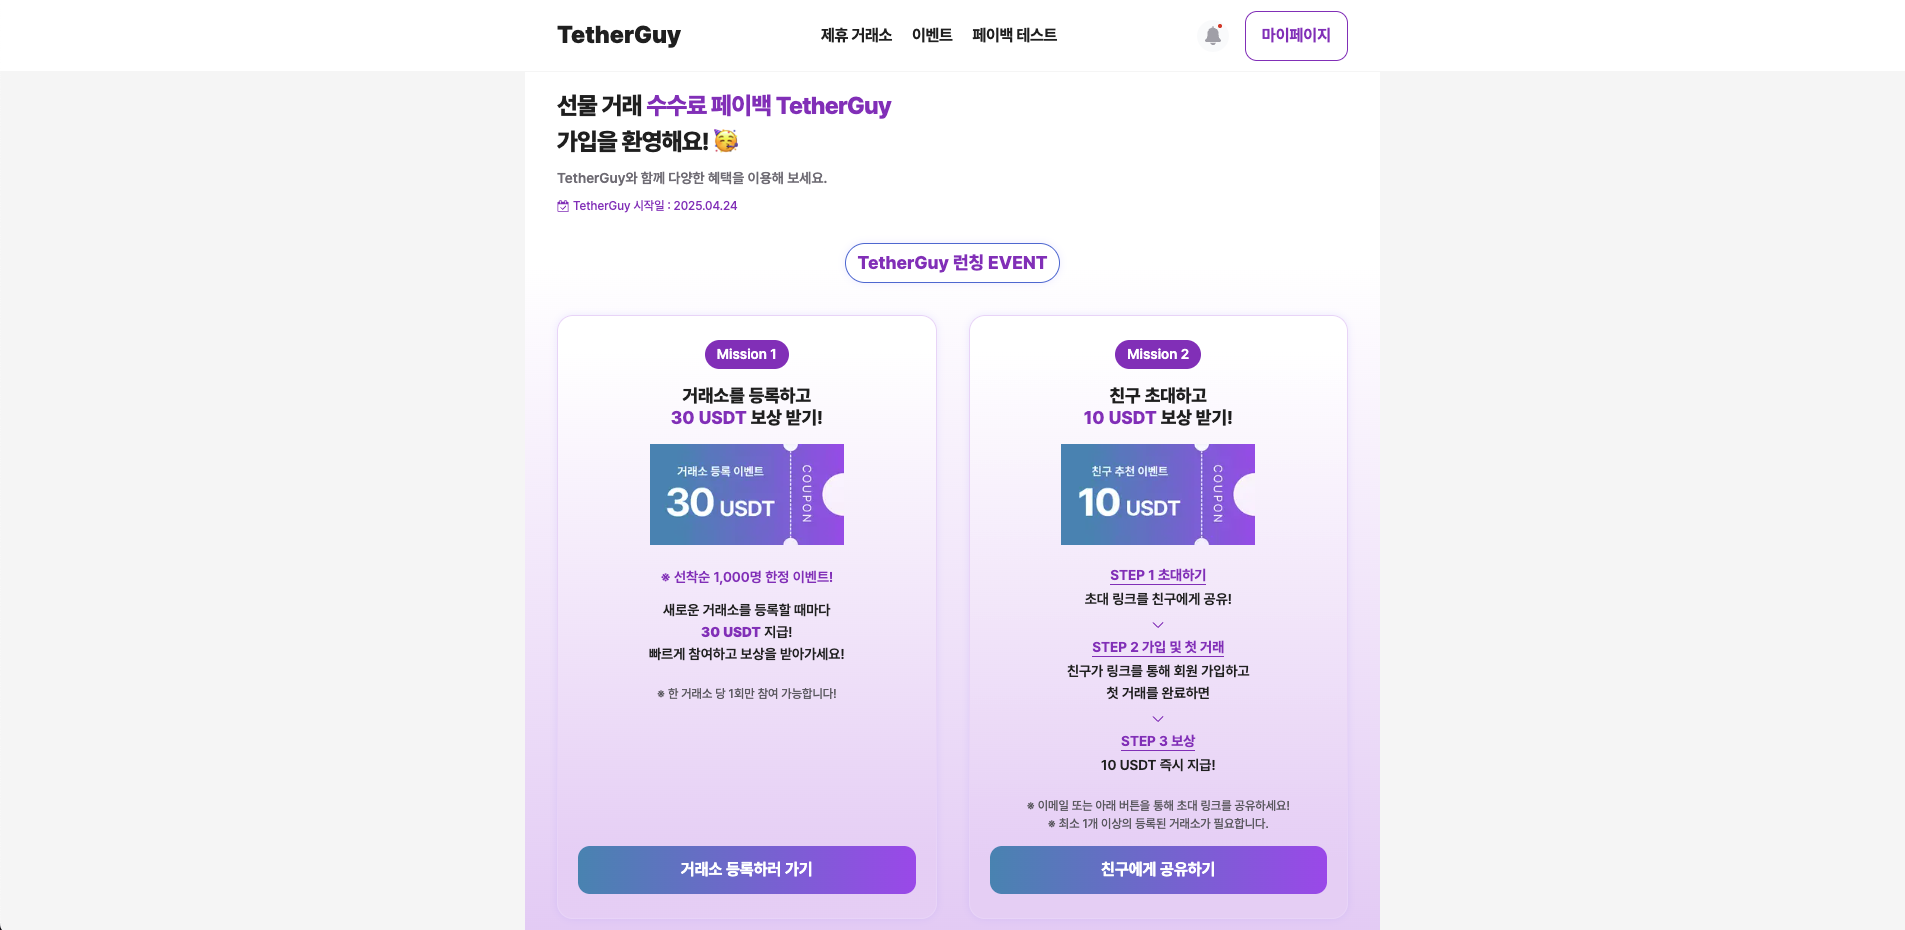 TetherGuy
제휴 거래소
이벤트
페이백 테스트
마이페이지
선물 거래 수수료 페이백 TetherGuy
가입을 환영해요! 🥳
TetherGuy와 함께 다양한 혜택을 이용해 보세요.
TetherGuy 시작일 : 2025.04.24
TetherGuy 런칭 EVENT
Mission 1
거래소를 등록하고
30 USDT 보상 받기!
거래소 등록 이벤트
30 USDT
COUPON
※ 선착순 1,000명 한정 이벤트!
새로운 거래소를 등록할 때마다
30 USDT 지급!
빠르게 참여하고 보상을 받아가세요!
※ 한 거래소 당 1회만 참여 가능합니다!
거래소 등록하러 가기
Mission 2
친구 초대하고
10 USDT 보상 받기!
친구 추천 이벤트
10 USDT
COUPON
STEP 1 초대하기
초대 링크를 친구에게 공유!
STEP 2 가입 및 첫 거래
친구가 링크를 통해 회원 가입하고
첫 거래를 완료하면
STEP 3 보상
10 USDT 즉시 지급!
※ 이메일 또는 아래 버튼을 통해 초대 링크를 공유하세요!
※ 최소 1개 이상의 등록된 거래소가 필요합니다.
친구에게 공유하기